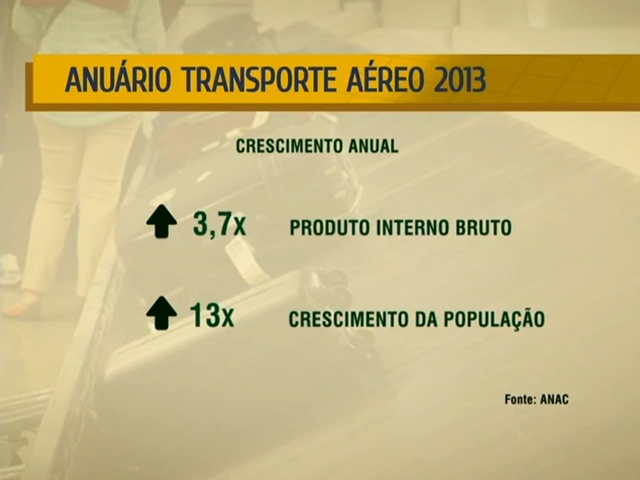 ANUÁRIO TRANSPORTE AÉREO 2013
CRESCIMENTO ANUAL
3,7x PRODUTO INTERNO BRUTO
13x CRESCIMENTO DA POPULAÇÃO
Fonte: ANAC